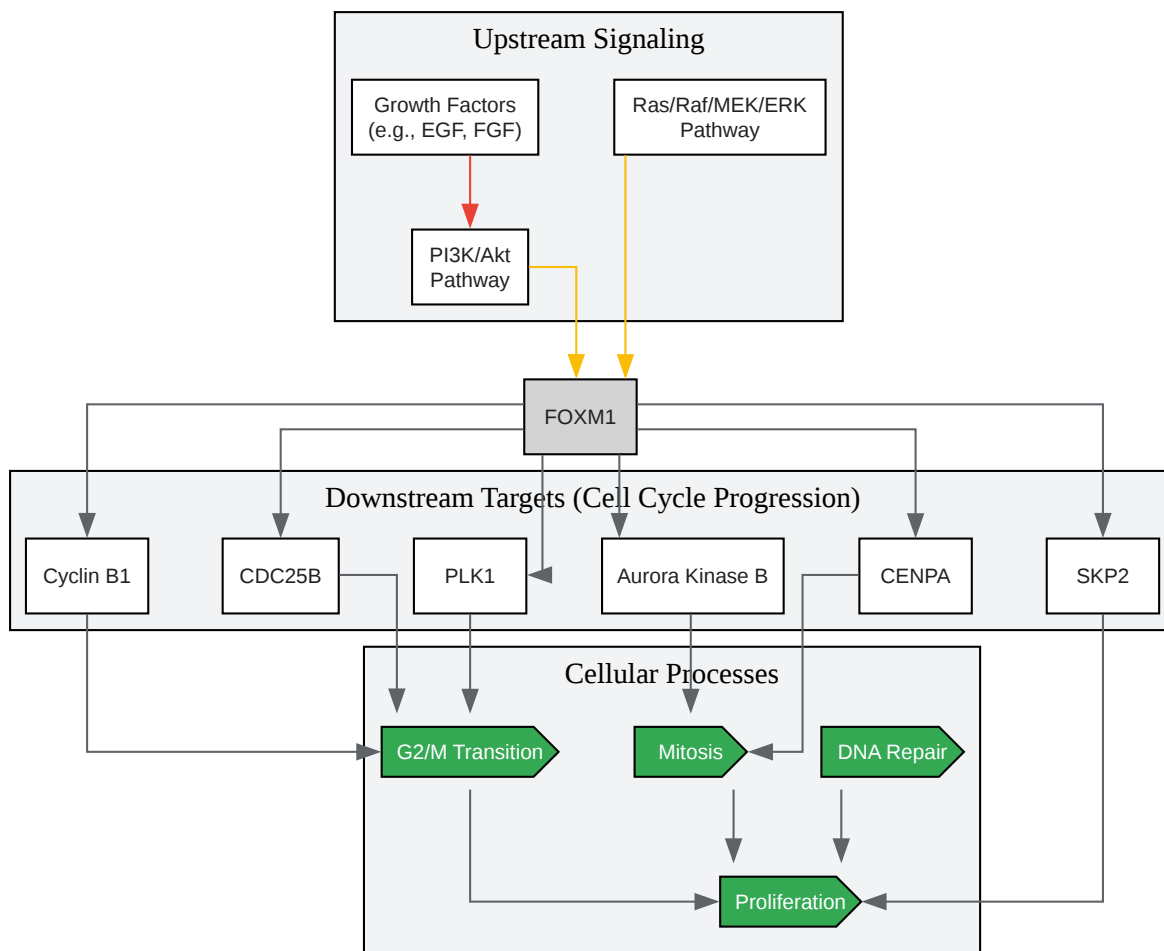 Upstream Signaling
Growth Factors
(e.g., EGF, FGF)
Ras/Raf/MEK/ERK
Pathway
PI3K/Akt
Pathway
FOXM1
Downstream Targets (Cell Cycle Progression)
Cyclin B1
CDC25B
PLK1
Aurora Kinase B
CENPA
SKP2
Cellular Processes
G2/M Transition
Mitosis
DNA Repair
Proliferation